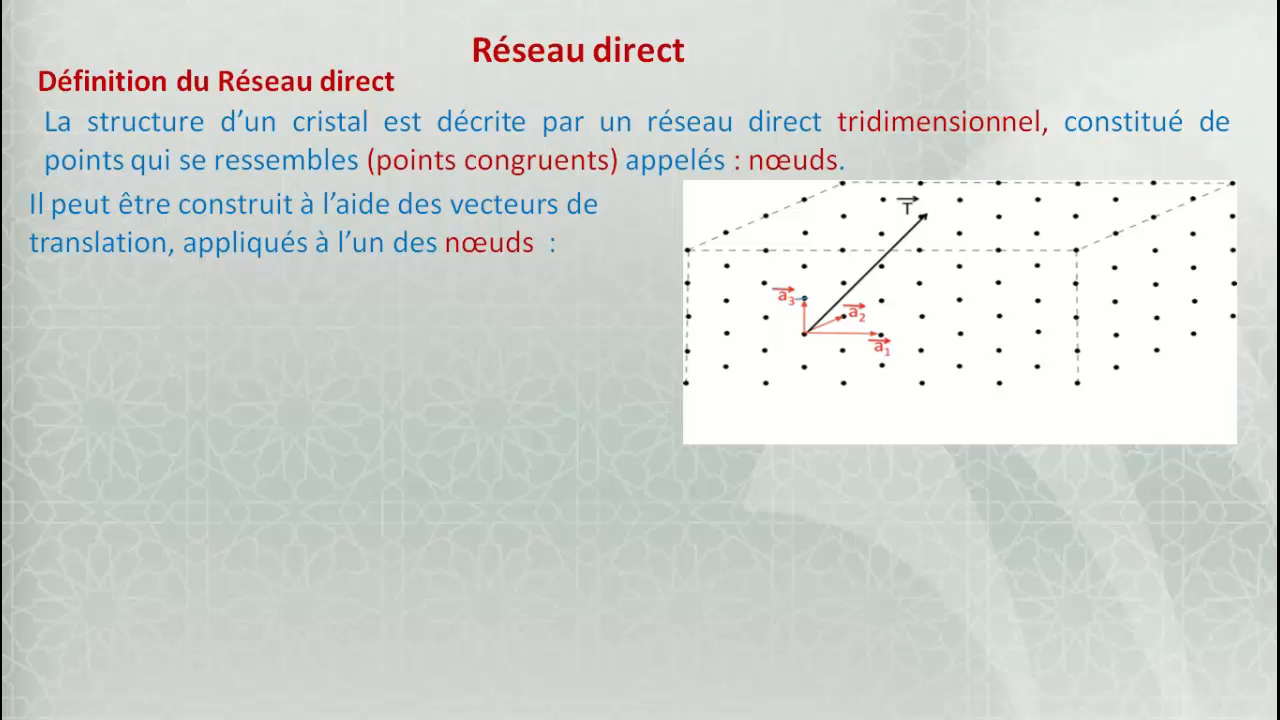 Réseau direct
Définition du Réseau direct
La structure d’un cristal est décrite par un réseau direct tridimensionnel, constitué de
points qui se ressembles (points congruents) appelés : nœuds.
Il peut être construit à l’aide des vecteurs de
translation, appliqués à l’un des nœuds :
T
a3
a2
a1